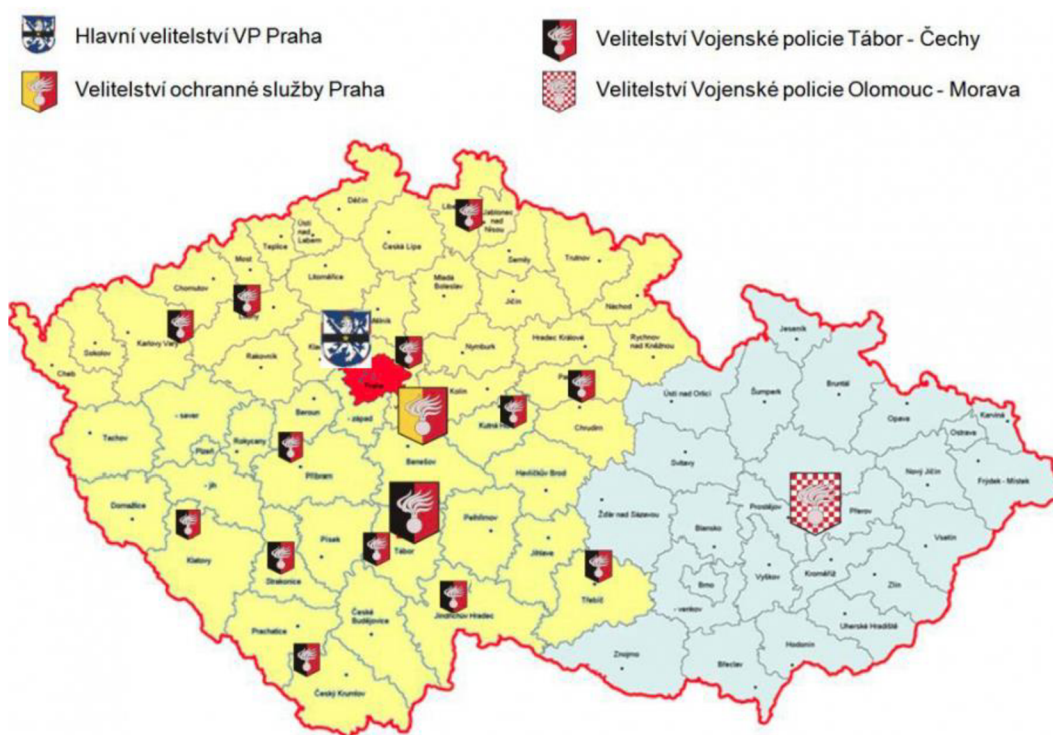 Hlavní velitelství VP Praha
Velitelství Vojenské policie Tábor - Čechy
Velitelství ochranné služby Praha
Velitelství Vojenské policie Olomouc - Morava
Děčín
Ústí
nad
Labem
Teplice
Česká Lípa
Jablonec
nad
Nisou
Most
Semily
Trutnov
Litoměřice
Chomutov
Mladá
Boleslav
Jičín
Náchod
Karlovy Vary
Sokolov
Cheb
Rakovník
Nymburk
Hradec Králové
Rychnov
nad Kněžnou
Jeseník
Praha
Kolín
Kutná
Chrudim
Ústí nad Orlicí
Šumperk
Bruntál
Opava
Karviná
Ostrava
- sever
Beroun
- západ
Tachov
Plzeň
Rokycany
Příbram
Benešov
Havlíčkův Brod
Svitavy
Nový Jičín
Frýdek - Místek
- jih
Domažlice
Klatovy
Písek
Tábor
Pelhřimov
Jihlava
Žďár nad Sázavou
Blansko
Prostějov
Přerov
Vsetín
Strakonice
Třebíč
Brno
- venkov
Vyškov
Kroměříž
Zlín
Jindřichův Hradec
České
Budějovice
Prachatice
Uherské Hradiště
Znojmo
Hodonín
Břeclav
Český Krumlov